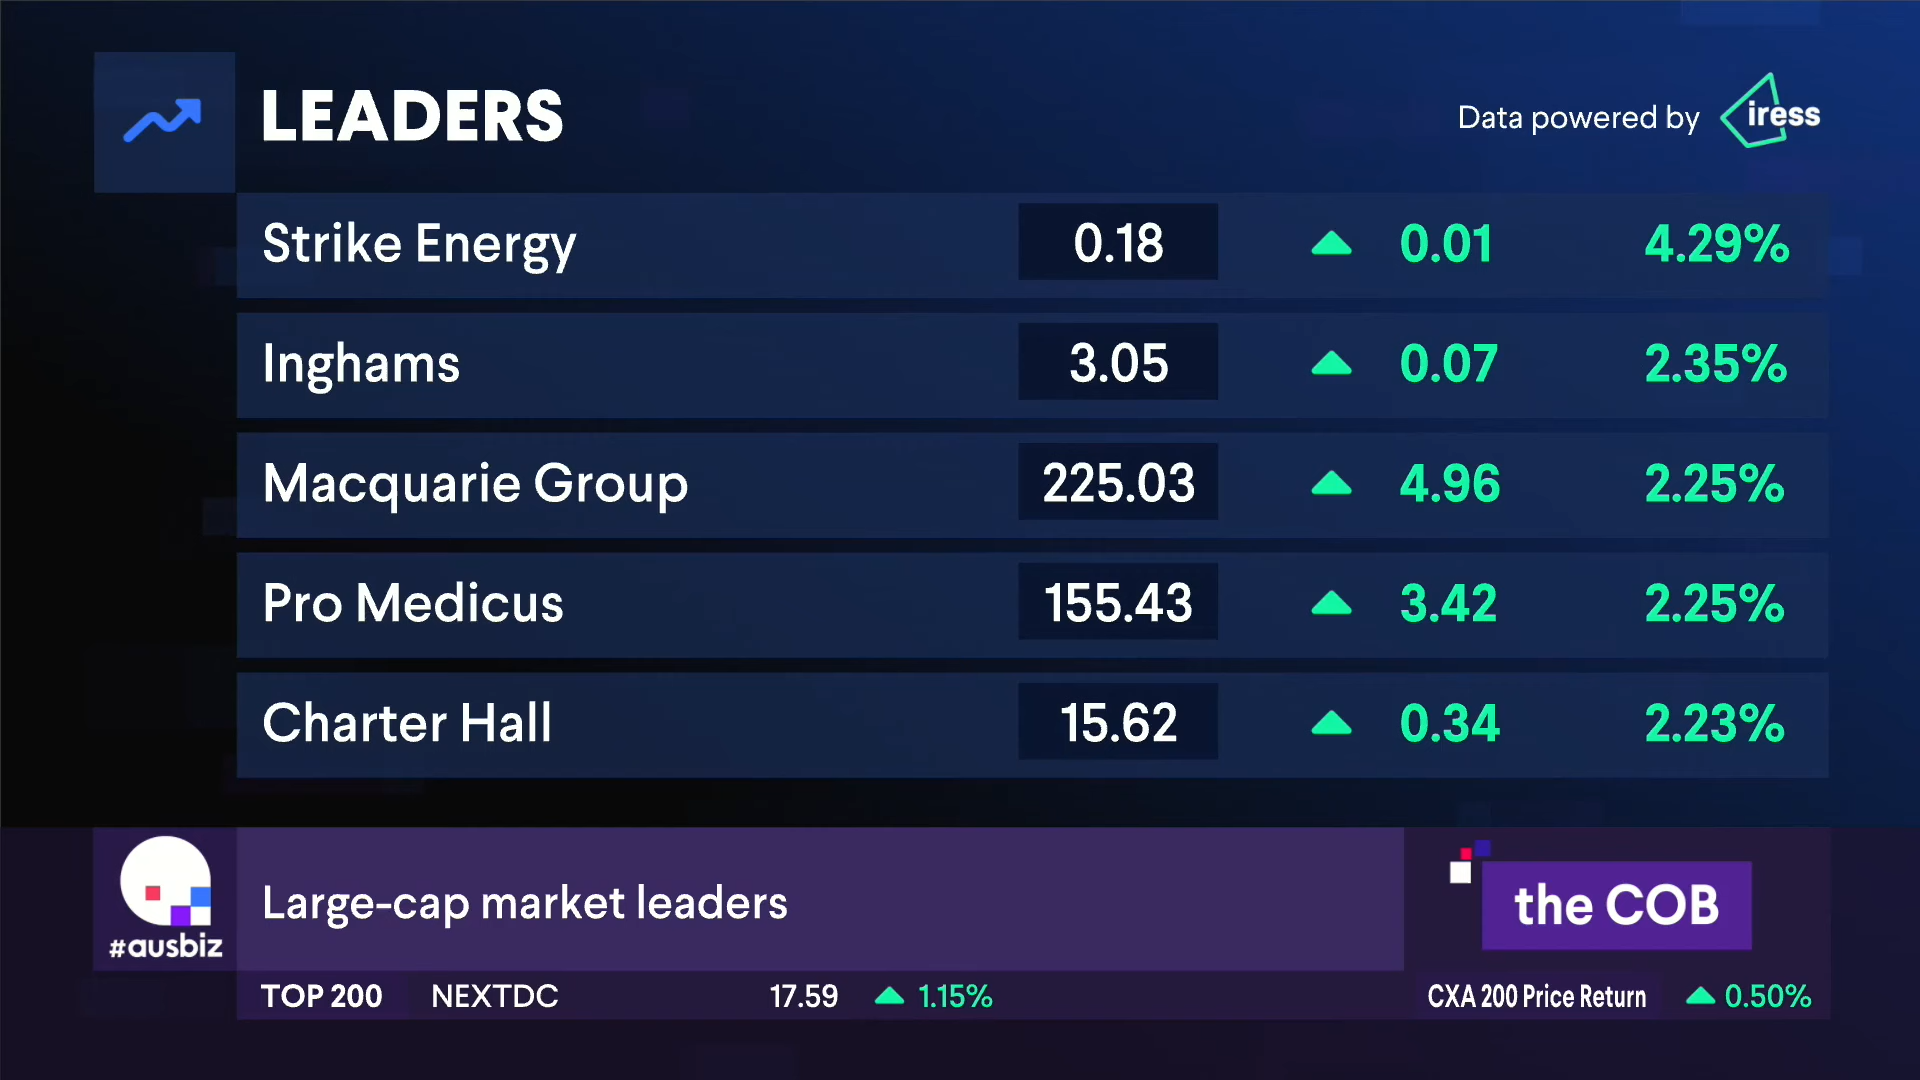 LEADERS
Data powered by iress
Strike Energy 0.18 ▲ 0.01 4.29%
Inghams 3.05 ▲ 0.07 2.35%
Macquarie Group 225.03 ▲ 4.96 2.25%
Pro Medicus 155.43 ▲ 3.42 2.25%
Charter Hall 15.62 ▲ 0.34 2.23%
#ausbiz
Large-cap market leaders
the COB
TOP 200 NEXTDC 17.59 ▲ 1.15% CXA 200 Price Return ▲ 0.50%